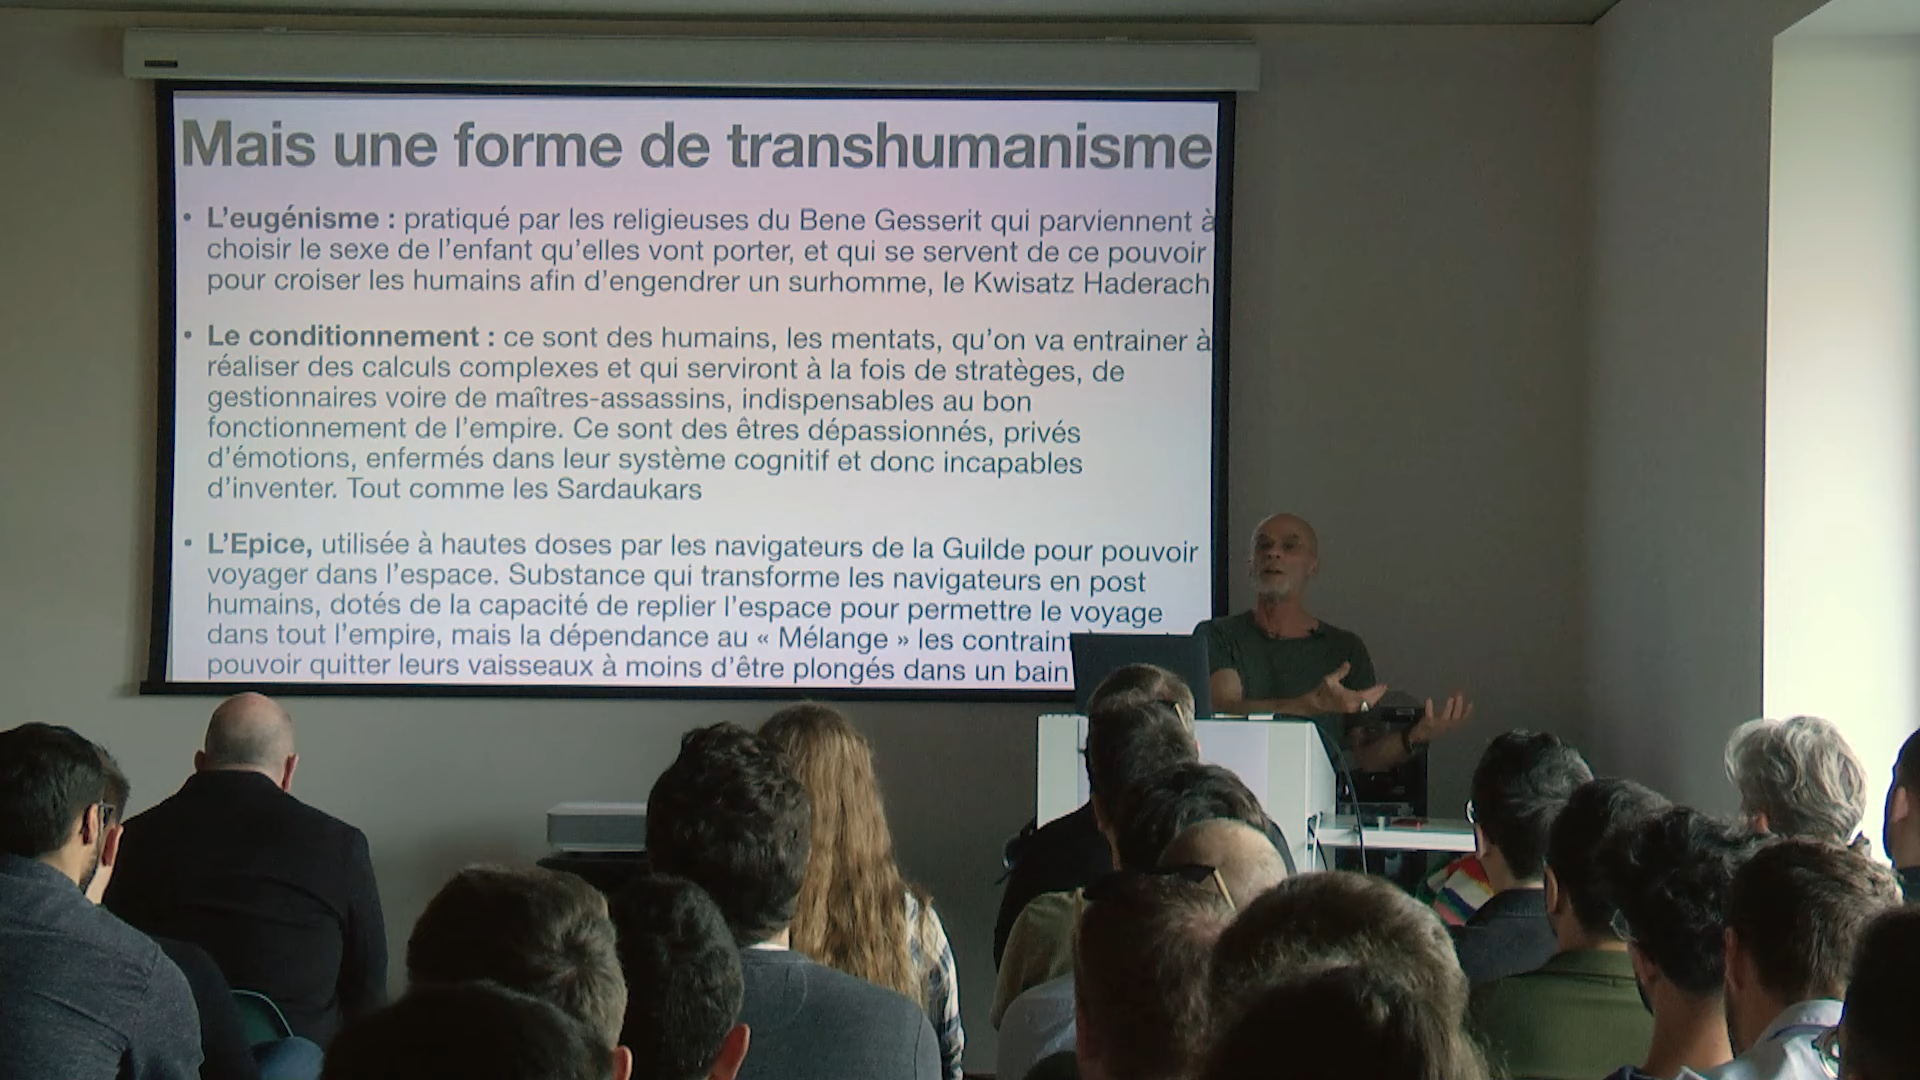 Mais une forme de transhumanisme
• L'eugénisme : pratiqué par les religieuses du Bene Gesserit qui parviennent à
choisir le sexe de l'enfant qu'elles vont porter, et qui se servent de ce pouvoir
pour croiser les humains afin d'engendrer un surhomme, le Kwisatz Haderach
• Le conditionnement : ce sont des humains, les mentats, qu'on va entrainer à
réaliser des calculs complexes et qui serviront à la fois de stratèges, de
gestionnaires voire de maîtres-assassins, indispensables au bon
fonctionnement de l'empire. Ce sont des êtres dépassionnés, privés
d'émotions, enfermés dans leur système cognitif et donc incapables
d'inventer. Tout comme les Sardaukars
• L'Epice, utilisée à hautes doses par les navigateurs de la Guilde pour pouvoir
voyager dans l'espace. Substance qui transforme les navigateurs en post
humains, dotés de la capacité de replier l'espace pour permettre le voyage
dans tout l'empire, mais la dépendance au « Mélange » les contraint
pouvoir quitter leurs vaisseaux à moins d'être plongés dans un bain